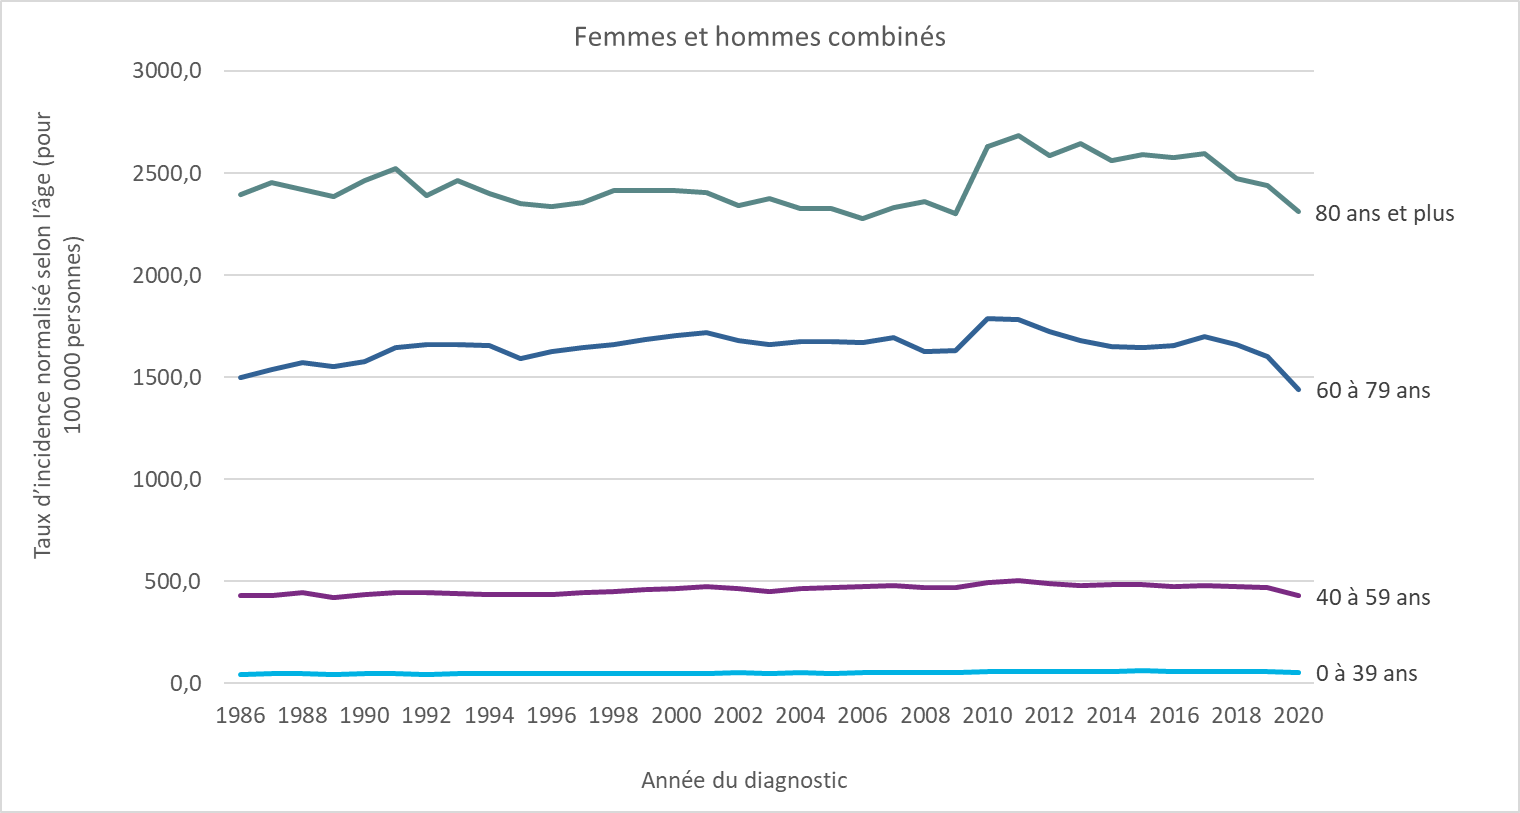 Femmes et hommes combinés
Taux d’incidence normalisé selon l’âge (pour
100 000 personnes)
3000,0
2500,0
2000,0
1500,0
1000,0
500,0
0,0
80 ans et plus
60 à 79 ans
40 à 59 ans
0 à 39 ans
1986 1988 1990 1992 1994 1996 1998 2000 2002 2004 2006 2008 2010 2012 2014 2016 2018 2020
Année du diagnostic